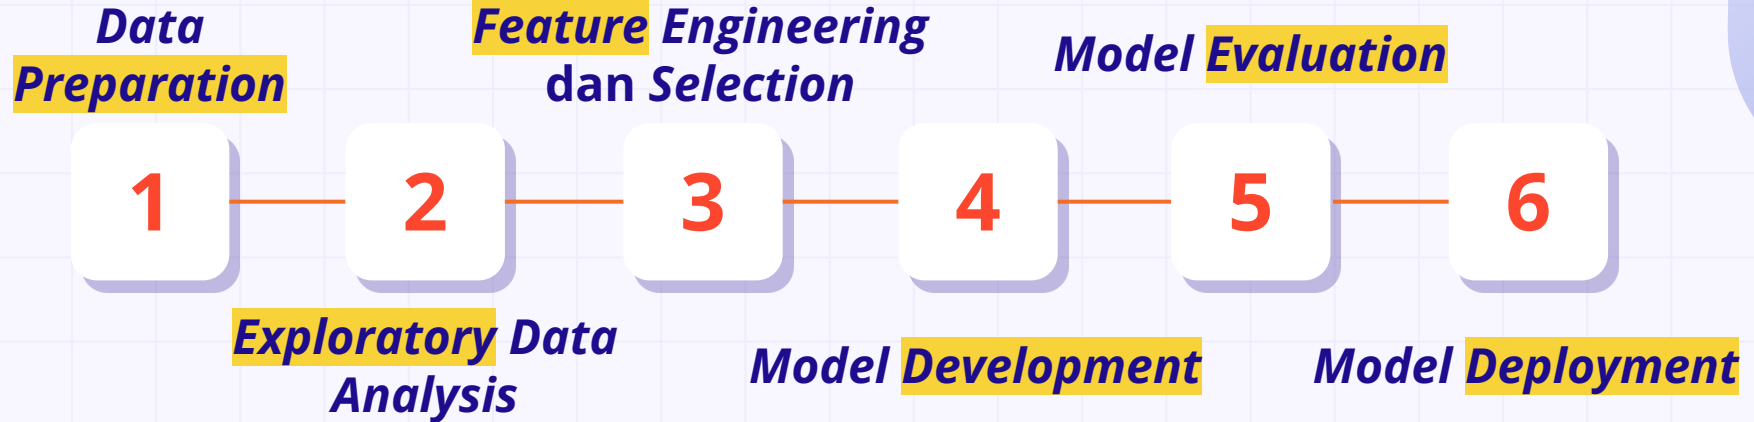 Data
Preparation
Feature Engineering
dan Selection
Model Evaluation
1
2
3
4
5
6
Exploratory Data
Analysis
Model Development
Model Deployment